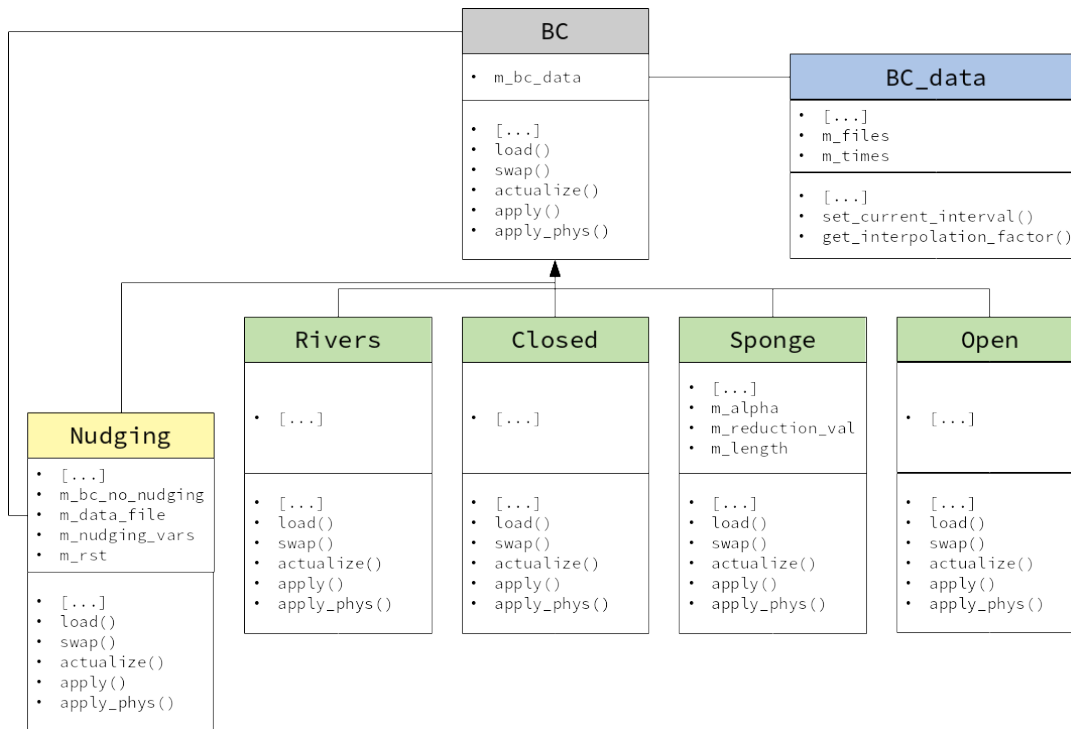 BC
• m_bc_data
• [...]
• load()
• swap()
• actualize()
• apply()
• apply_phys()
BC_data
• [...]
• m_files
• m_times
• [...]
• set_current_interval()
• get_interpolation_factor()
Nudging
• [...]
• m_bc_no_nudging
• m_data_file
• m_nudging_vars
• m_rst
• [...]
• load()
• swap()
• actualize()
• apply()
• apply_phys()
Rivers
• [...]
• [...]
• load()
• swap()
• actualize()
• apply()
• apply_phys()
Closed
• [...]
• [...]
• load()
• swap()
• actualize()
• apply()
• apply_phys()
Sponge
• [...]
• m_alpha
• m_reduction_val
• m_length
• [...]
• load()
• swap()
• actualize()
• apply()
• apply_phys()
Open
• [...]
• [...]
• load()
• swap()
• actualize()
• apply()
• apply_phys()